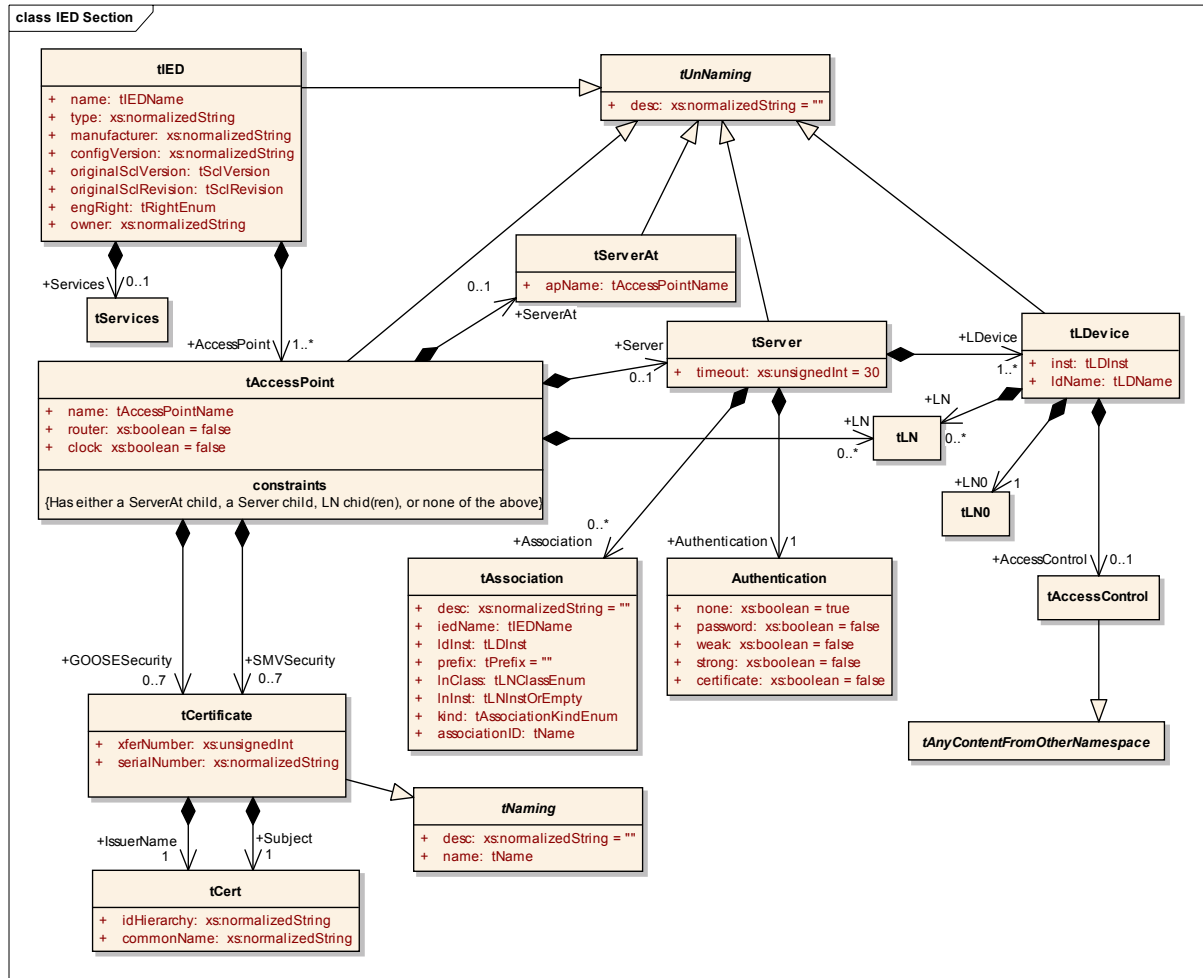 class IED Section
tIED
+ name: tIEDName
+ type: xs:normalizedString
+ manufacturer: xs:normalizedString
+ configVersion: xs:normalizedString
+ originalSclVersion: tSclVersion
+ originalSclRevision: tSclRevision
+ engRight: tRightEnum
+ owner: xs:normalizedString
tUnNaming
+ desc: xs:normalizedString = ""
+Services
0..1
tServices
+AccessPoint
1..*
tServerAt
+ apName: tAccessPointName
0..1
+ServerAt
tAccessPoint
+ name: tAccessPointName
+ router: xs:boolean = false
+ clock: xs:boolean = false
constraints
{Has either a ServerAt child, a Server child, LN chid(ren), or none of the above}
+Server
0..1
tServer
+ timeout: xs:unsignedInt = 30
+LDevice
1..*
tLDevice
+ inst: tLDInst
+ ldName: tLDName
+LN
0..*
tLN
+LN
0..*
+LN0
1
tLN0
+AccessControl
0..1
tAccessControl
tAnyContentFromOtherNamespace
0..*
+Association
tAssociation
+ desc: xs:normalizedString = ""
+ iedName: tIEDName
+ ldInst: tLDInst
+ prefix: tPrefix = ""
+ lnClass: tLNClassEnum
+ lnInst: tLNInstOrEmpty
+ kind: tAssociationKindEnum
+ associationID: tName
+Authentication
1
Authentication
+ none: xs:boolean = true
+ password: xs:boolean = false
+ weak: xs:boolean = false
+ strong: xs:boolean = false
+ certificate: xs:boolean = false
+GOOSESecurity
0..7
+SMVSecurity
0..7
tCertificate
+ xferNumber: xs:unsignedInt
+ serialNumber: xs:normalizedString
tNaming
+ desc: xs:normalizedString = ""
+ name: tName
+IssuerName
1
+Subject
1
tCert
+ idHierarchy: xs:normalizedString
+ commonName: xs:normalizedString